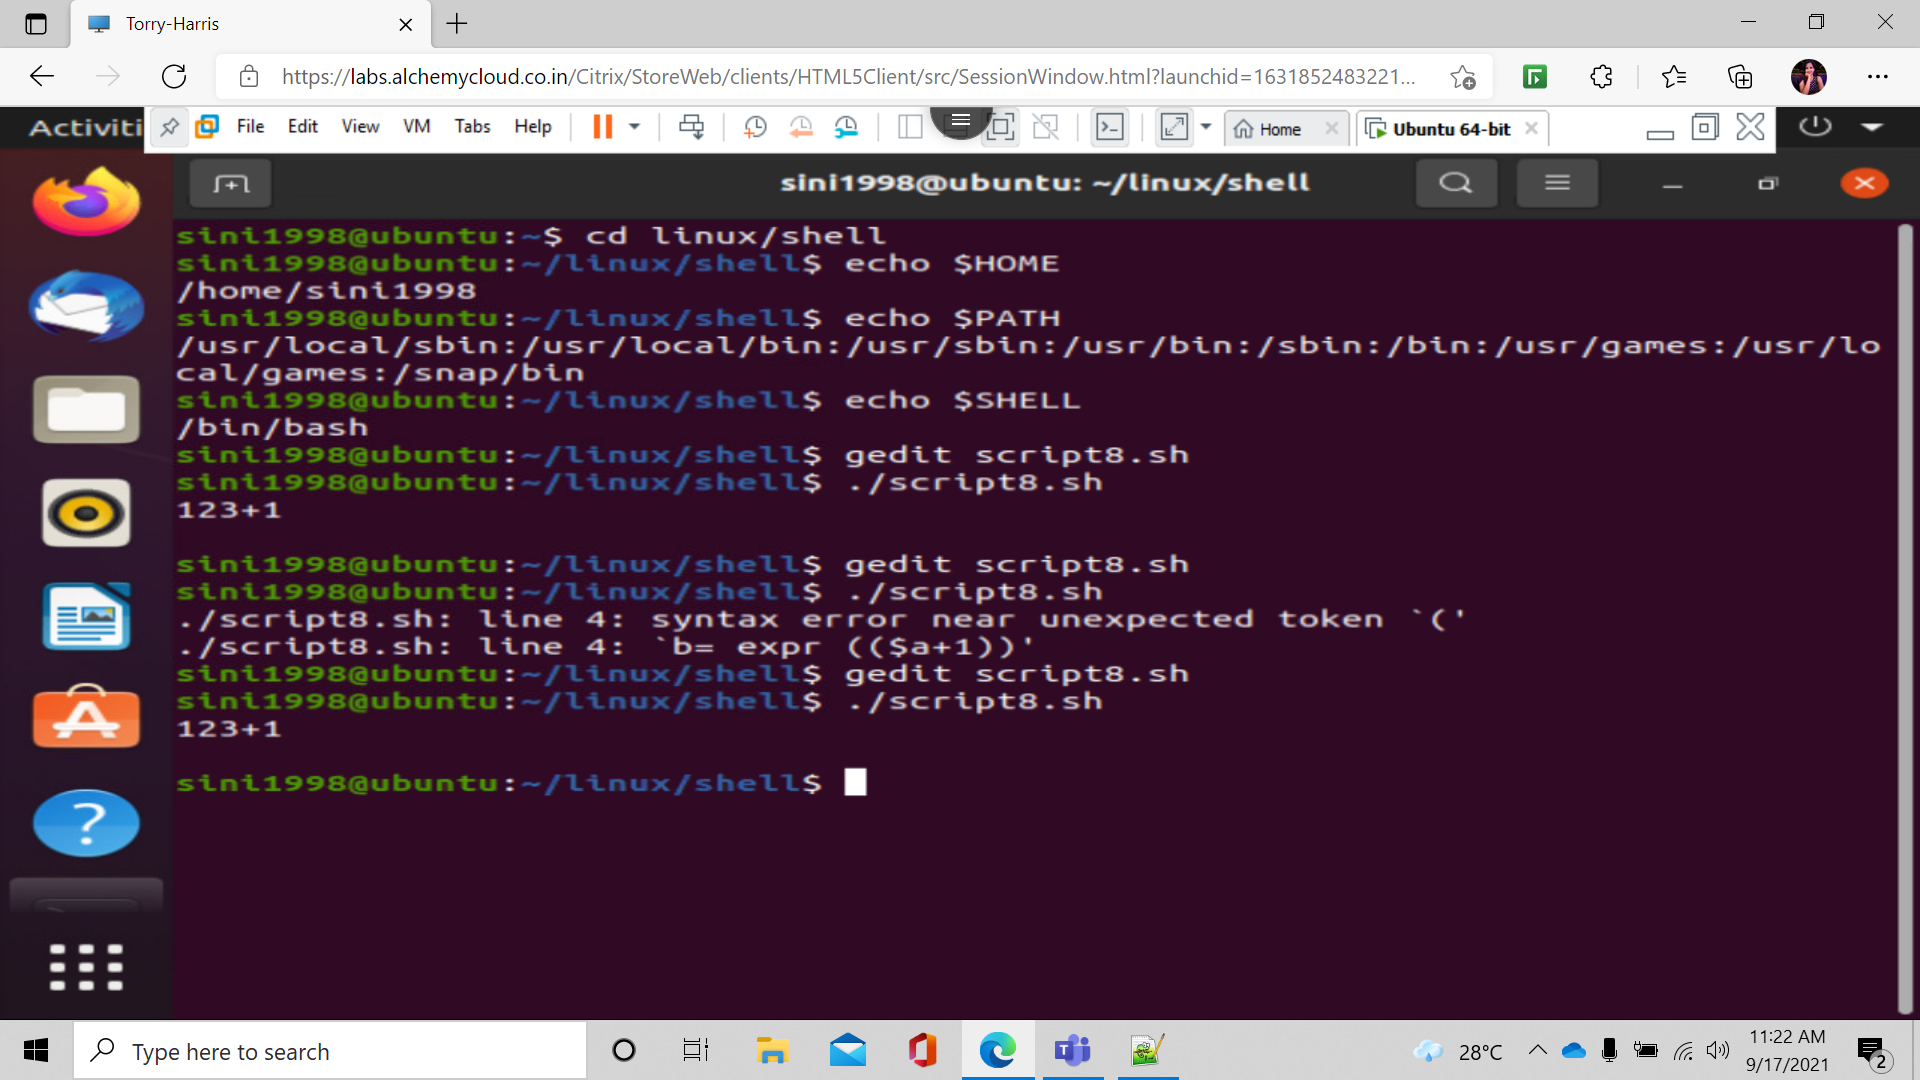 Torry-Harris
https://labs.alchemycloud.co.in/Citrix/StoreWeb/clients/HTML5Client/src/SessionWindow.html?launchid=1631852483221...
Activiti File Edit View VM Tabs Help Home Ubuntu 64-bit
sini1998@ubuntu: ~/linux/shell
sini1998@ubuntu:~$ cd linux/shell
sini1998@ubuntu:~/linux/shell$ echo $HOME
/home/sini1998
sini1998@ubuntu:~/linux/shell$ echo $PATH
/usr/local/sbin:/usr/local/bin:/usr/sbin:/usr/bin:/sbin:/bin:/usr/games:/usr/lo
cal/games:/snap/bin
sini1998@ubuntu:~/linux/shell$ echo $SHELL
/bin/bash
sini1998@ubuntu:~/linux/shell$ gedit script8.sh
sini1998@ubuntu:~/linux/shell$ ./script8.sh
123+1
sini1998@ubuntu:~/linux/shell$ gedit script8.sh
sini1998@ubuntu:~/linux/shell$ ./script8.sh
./script8.sh: line 4: syntax error near unexpected token `('
./script8.sh: line 4: `b= expr (($a+1))'
sini1998@ubuntu:~/linux/shell$ gedit script8.sh
sini1998@ubuntu:~/linux/shell$ ./script8.sh
123+1
sini1998@ubuntu:~/linux/shell$
Type here to search
28°C
11:22 AM
9/17/2021
2